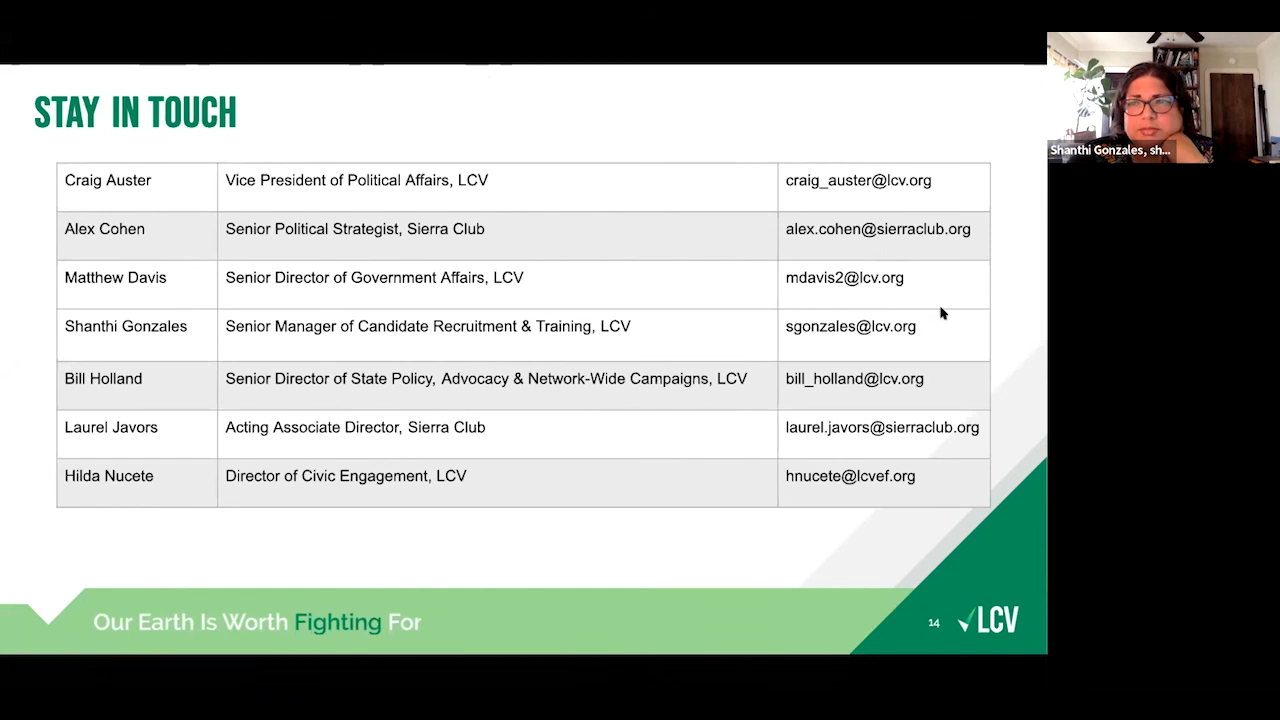 STAY IN TOUCH
Craig Auster Vice President of Political Affairs, LCV craig_auster@lcv.org
Alex Cohen Senior Political Strategist, Sierra Club alex.cohen@sierraclub.org
Matthew Davis Senior Director of Government Affairs, LCV mdavis2@lcv.org
Shanthi Gonzales Senior Manager of Candidate Recruitment & Training, LCV sgonzales@lcv.org
Bill Holland Senior Director of State Policy, Advocacy & Network-Wide Campaigns, LCV bill_holland@lcv.org
Laurel Javors Acting Associate Director, Sierra Club laurel.javors@sierraclub.org
Hilda Nucete Director of Civic Engagement, LCV hnucete@lcvef.org
Our Earth Is Worth Fighting For
14 LCV
Shanthi Gonzales, sh...